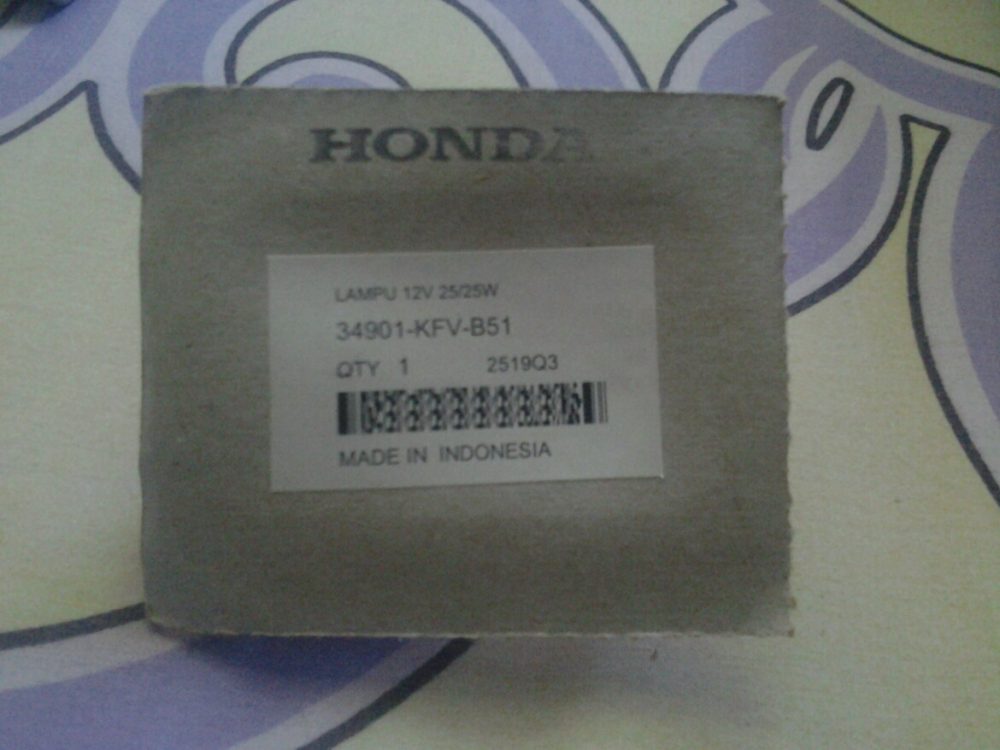 HONDA
LAMPU 12V 25/25W
34901-KFV-B51
QTY 1 2519Q3
MADE IN INDONESIA